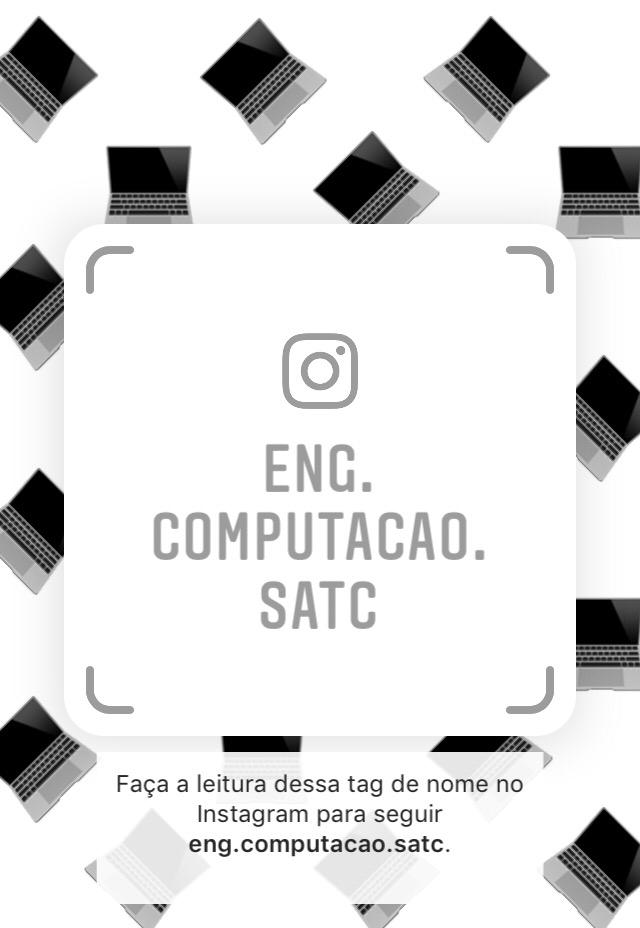 ENG.
COMPUTACAO.
SATC
Faça a leitura dessa tag de nome no
Instagram para seguir
eng.computacao.satc.